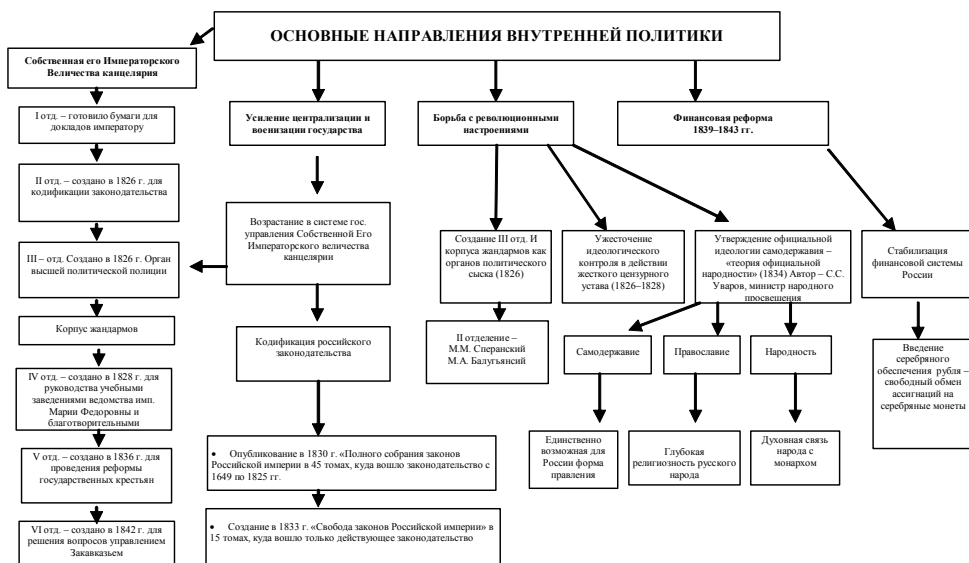 ОСНОВНЫЕ НАПРАВЛЕНИЯ ВНУТРЕННЕЙ ПОЛИТИКИ
Собственная его Императорского
Величества канцелярия
I отд. – готовило бумаги для
докладов императору
II отд. – создано в 1826 г. для
кодификации законодательства
III – отд. Создано в 1826 г. Орган
высшей политической полиции
Корпус жандармов
IV отд. – создано в 1828 г. для
руководства учебными
заведениями ведомства имп.
Марии Федоровны и
благотворительными
V отд. – создано в 1836 г. для
проведения реформы
государственных крестьян
VI отд. – создано в 1842 г. для
решения вопросов управлением
Закавказьем
Усиление централизации и
военизации государства
Возрастание в системе гос.
управления Собственной Его
Императорского величества
канцелярии
Кодификация российского
законодательства
• Опубликование в 1830 г. «Полного собрания законов
Российской империи в 45 томах, куда вошло законодательство с
1649 по 1825 гг.
• Создание в 1833 г. «Свобода законов Российской империи» в
15 томах, куда вошло только действующее законодательство
Борьба с революционными
настроениями
Создание III отд. И
корпуса жандармов как
органов политического
сыска (1826)
II отделение –
М.М. Сперанский
М.А. Балугьянсий
Ужесточение
идеологического
контроля в действии
жесткого цензурного
устава (1826–1828)
Утверждение официальной
идеологии самодержавия –
«теория официальной
народности» (1834) Автор – С.С.
Уваров, министр народного
просвещения
Самодержавие
Православие
Народность
Единственно
возможная для
России форма
правления
Глубокая
религиозность русского
народа
Духовная связь
народа с
монархом
Финансовая реформа
1839–1843 гг.
Стабилизация
финансовой системы
России
Введение
серебряного
обеспечения рубля –
свободный обмен
ассигнаций на
серебряные монеты